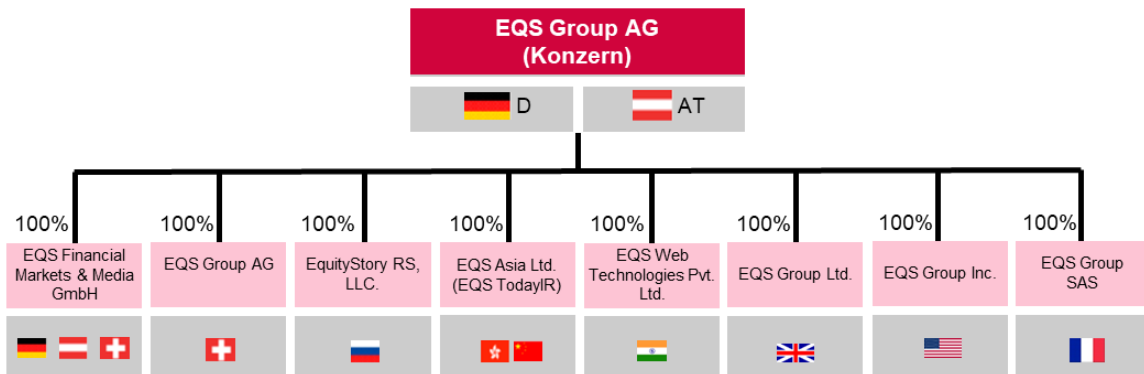 EQS Group AG
(Konzern)
D
AT
100%
100%
100%
100%
100%
100%
100%
100%
EQS Financial
Markets & Media
GmbH
EQS Group AG
EquityStory RS,
LLC.
EQS Asia Ltd.
(EQS TodayIR)
EQS Web
Technologies Pvt.
Ltd.
EQS Group Ltd.
EQS Group Inc.
EQS Group
SAS